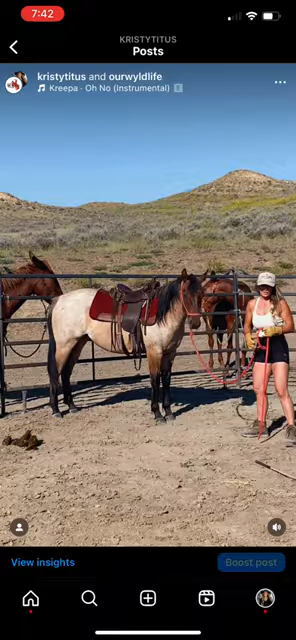 7:42
KRISTYTITUS
Posts
kristytitus and ourwyldlife
Kreepa · Oh No (Instrumental)
View insights
Boost post